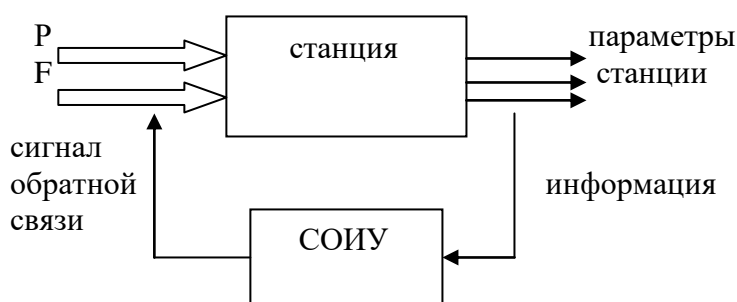 P
F
станция
параметры
станции
сигнал
обратной
связи
информация
СОИУ